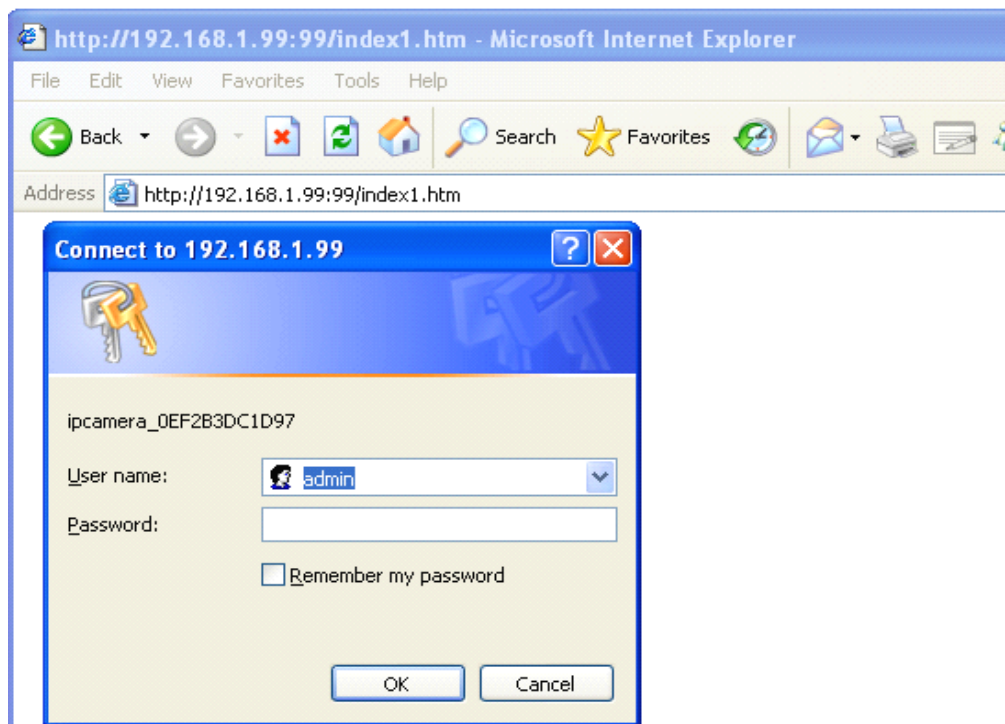 http://192.168.1.99:99/index1.htm - Microsoft Internet Explorer
File Edit View Favorites Tools Help
Back Search Favorites
Address http://192.168.1.99:99/index1.htm
Connect to 192.168.1.99
ipcamera_0EF2B3DC1D97
User name: admin
Password:
Remember my password
OK Cancel